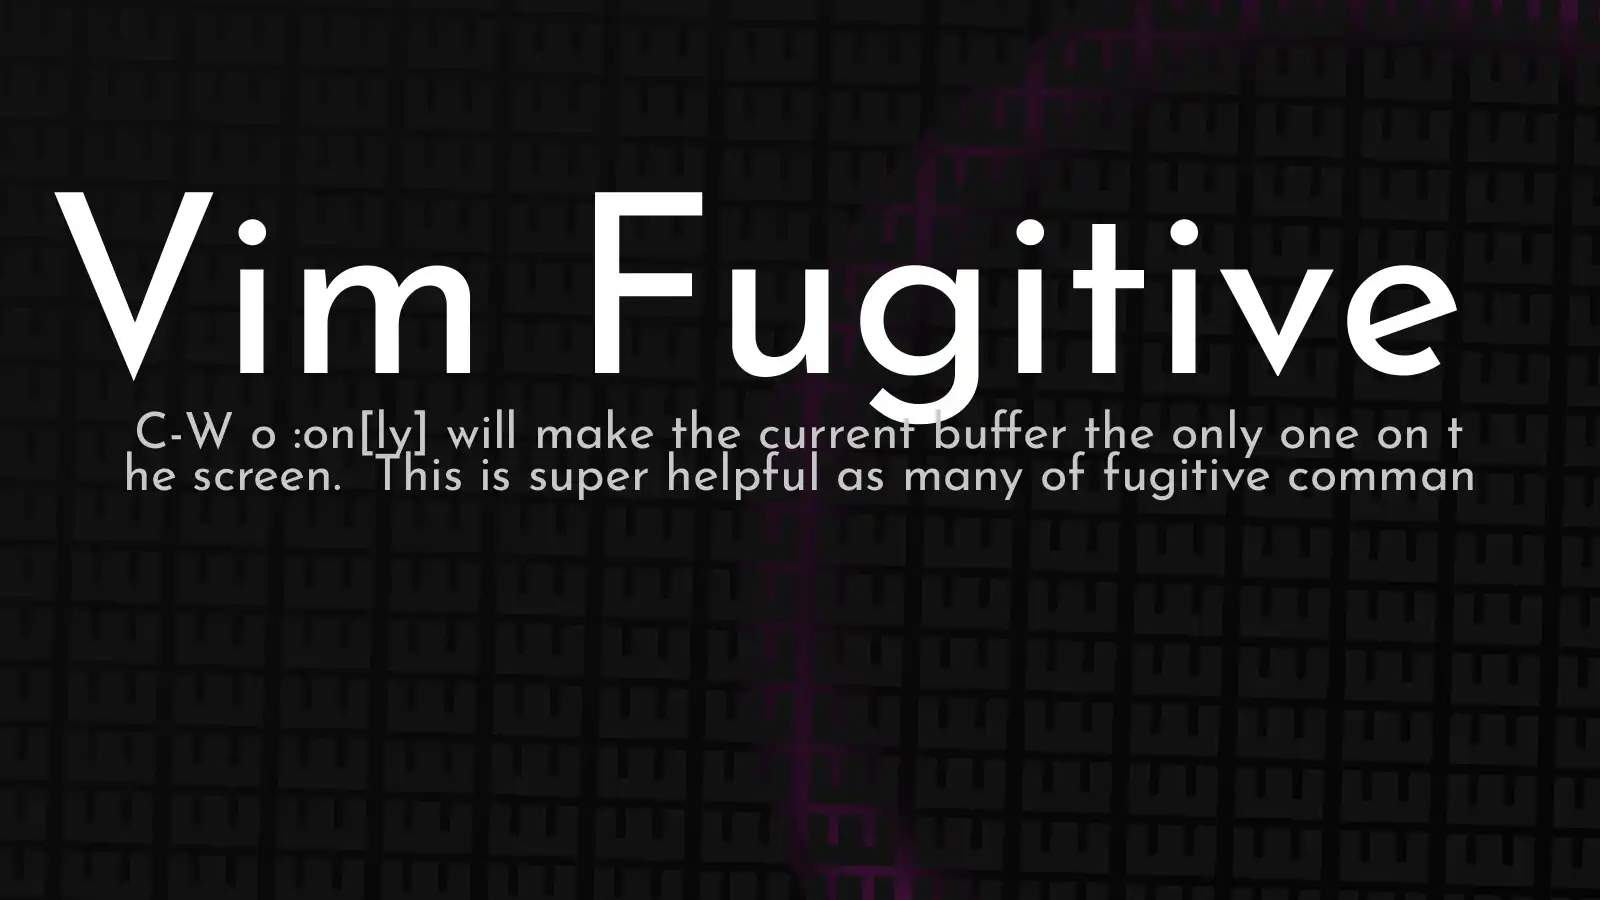 Vim Fugitive
C-W o :on[ly] will make the current buffer the only one on t
he screen.  This is super helpful as many of fugitive comman